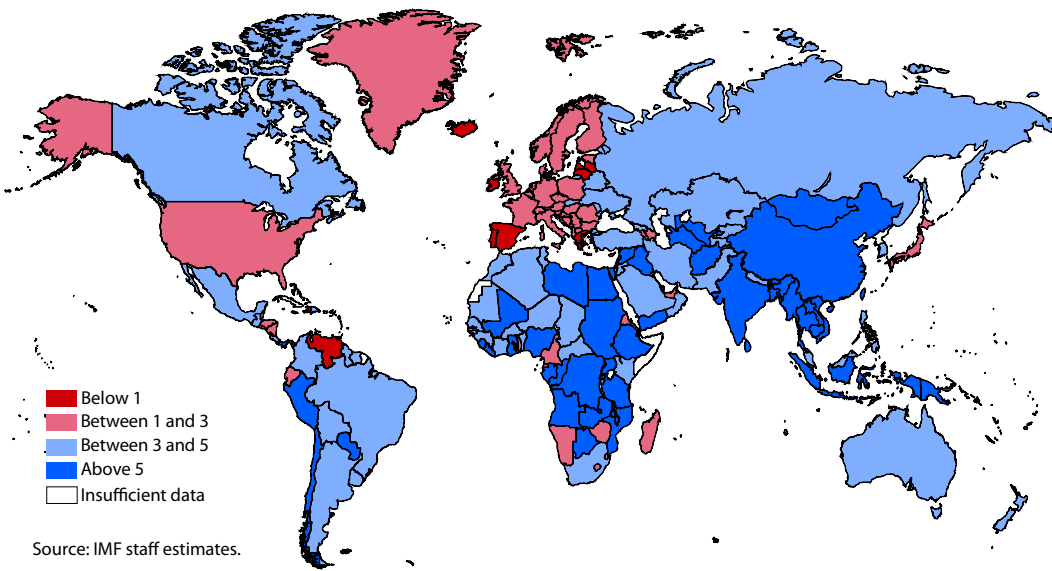 Below 1
Between 1 and 3
Between 3 and 5
Above 5
Insufficient data
Source: IMF staff estimates.